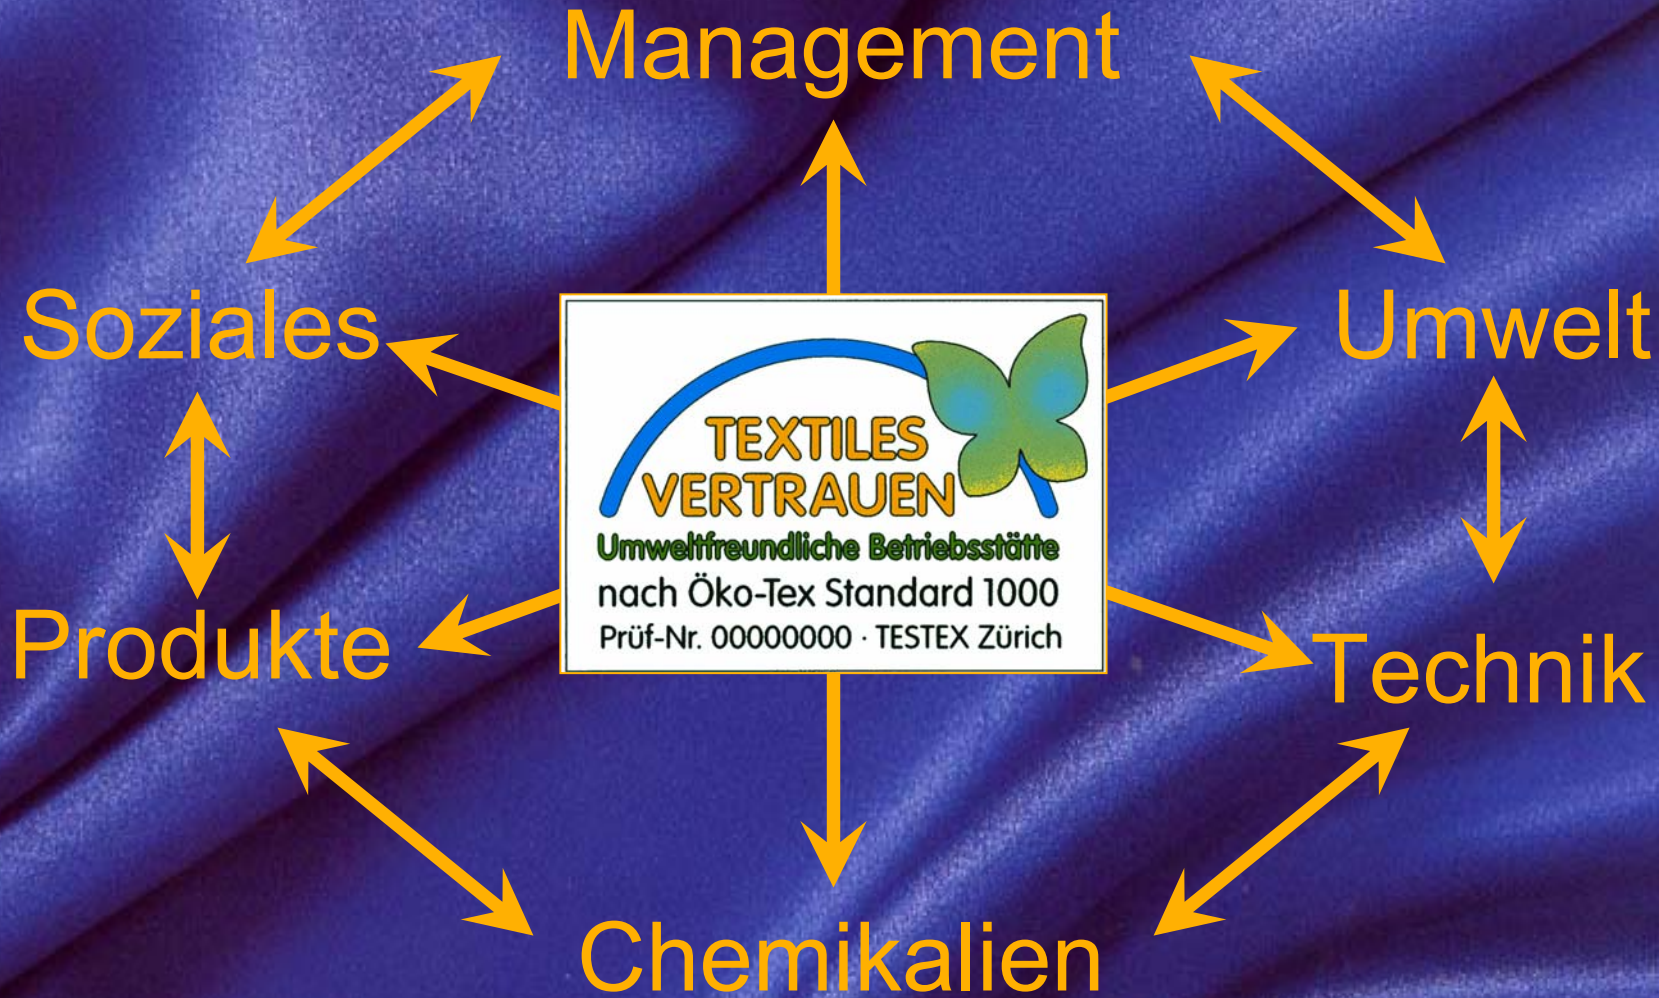 Management
Soziales
Umwelt
TEXTILES
VERTRAUEN
Umweltfreundliche Betriebsstätte
nach Öko-Tex Standard 1000
Prüf-Nr. 00000000 · TESTEX Zürich
Produkte
Technik
Chemikalien